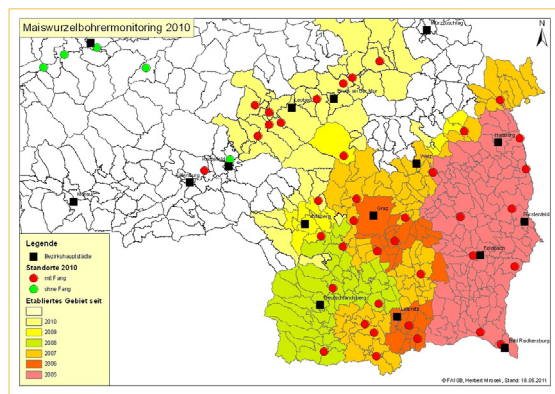 Maiswurzelbohrermonitoring 2010
N
Mürzzuschlag
Bruck an der Mur
Leoben
Hartberg
Weiz
Murau
Fürstenfeld
Graz
Voitsberg
Feldbach
Deutschlandsberg
Leibnitz
Bad Radkersburg
Legende
Bezirkshauptstädte
Standorte 2010
mit Fang
ohne Fang
Etabliertes Gebiet seit
2010
2009
2008
2007
2006
2005
© FA10B, Herbert Mrosek, Stand: 18.05.2011